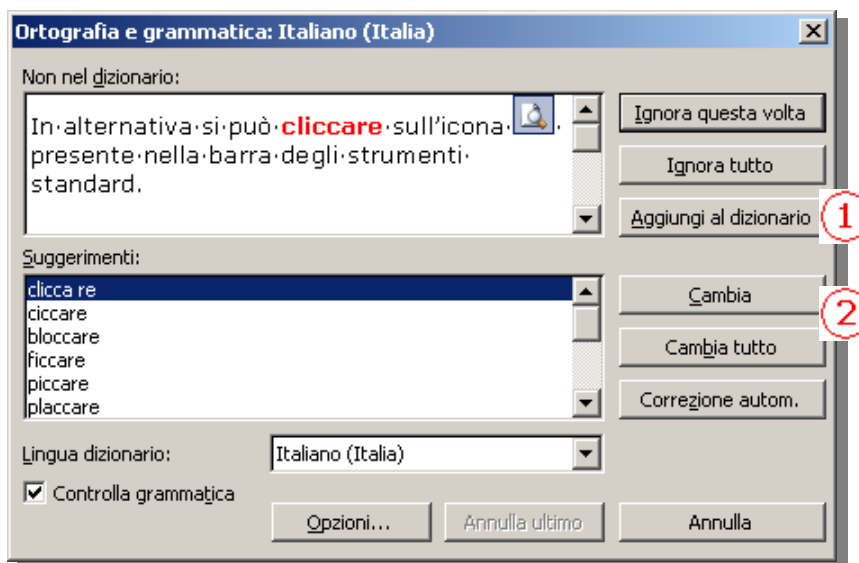 Ortografia e grammatica: Italiano (Italia)
Non nel dizionario:
In·alternativa·si·può·cliccare·sull'icona· ·
presente·nella·barra·degli·strumenti·
standard.
Ignora questa volta
Ignora tutto
Aggiungi al dizionario
1
Suggerimenti:
clicca re
ciccare
bloccare
ficcare
piccare
placcare
Cambia
2
Cambia tutto
Correzione autom.
Lingua dizionario:
Italiano (Italia)
Controlla grammatica
Opzioni...
Annulla ultimo
Annulla